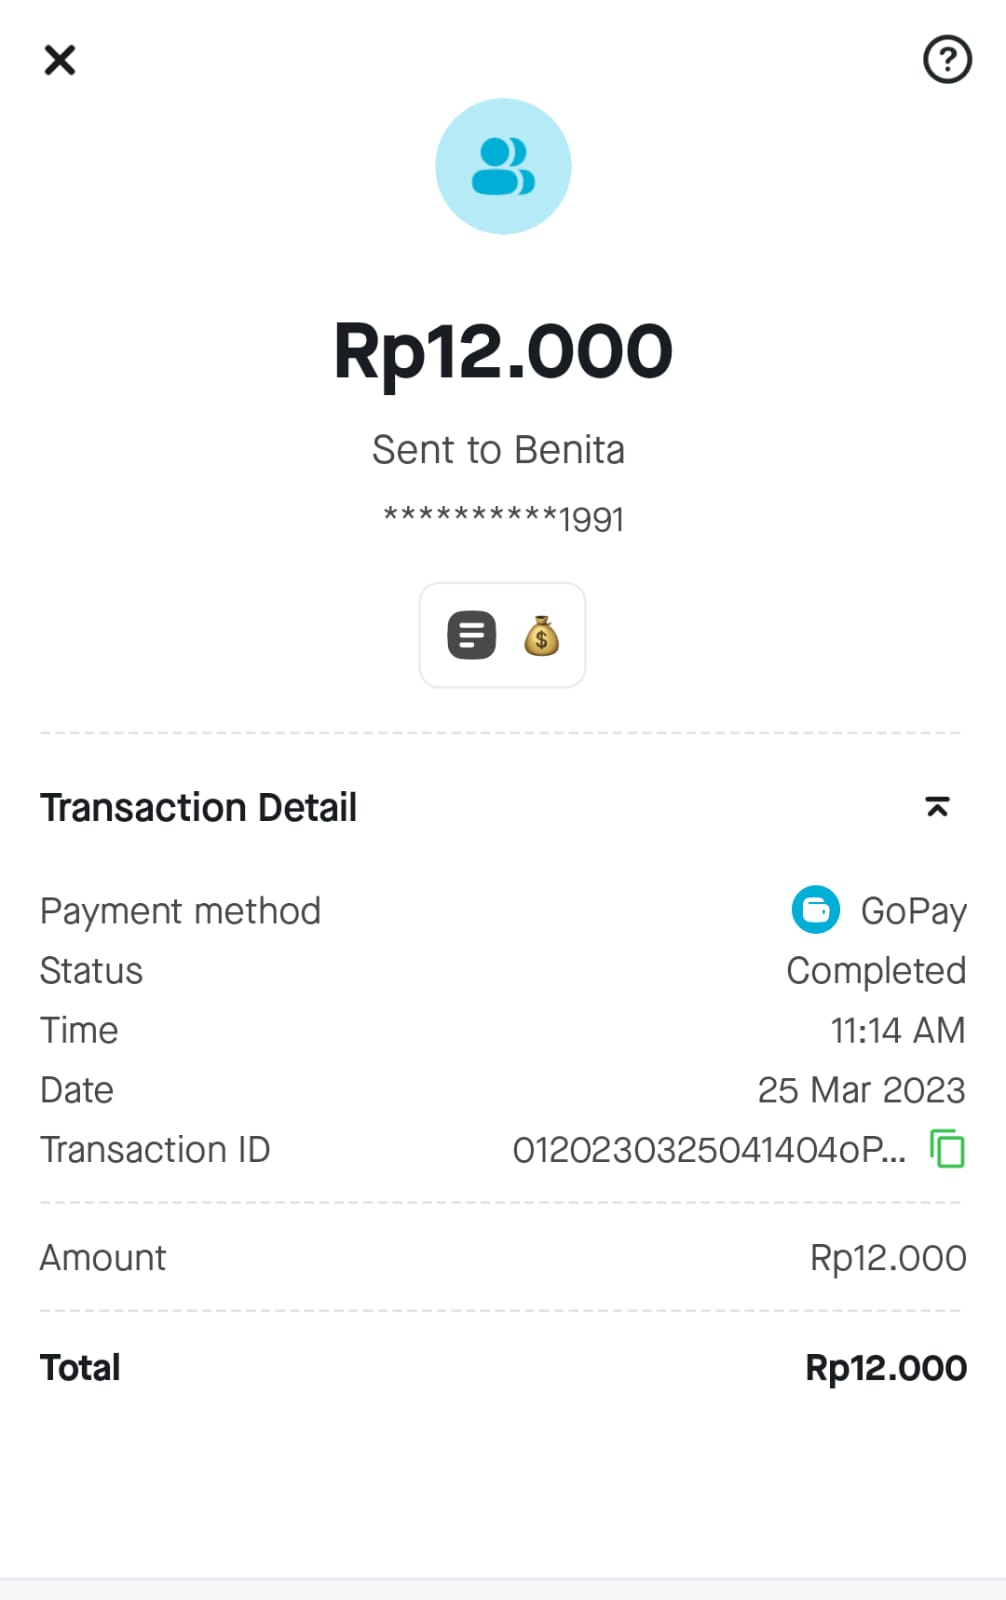 Rp12.000
Sent to Benita
**********1991
Transaction Detail
Payment method GoPay
Status Completed
Time 11:14 AM
Date 25 Mar 2023
Transaction ID 0120230325041404oP...
Amount Rp12.000
Total Rp12.000